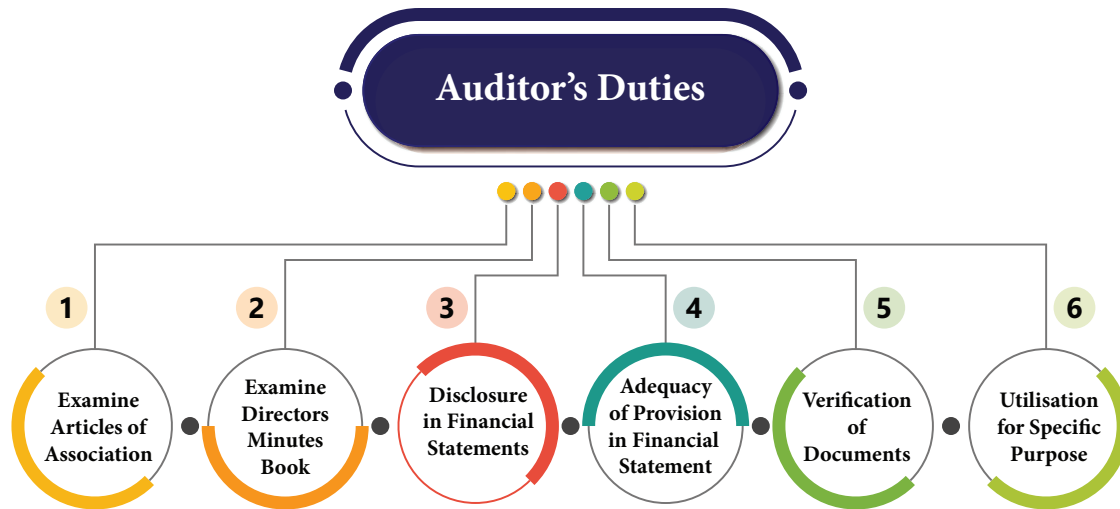 Auditor’s Duties
1
2
3
4
5
6
Examine
Articles of
Association
Examine
Directors
Minutes
Book
Disclosure
in Financial
Statements
Adequacy
of Provision
in Financial
Statement
Verification
of
Documents
Utilisation
for Specific
Purpose